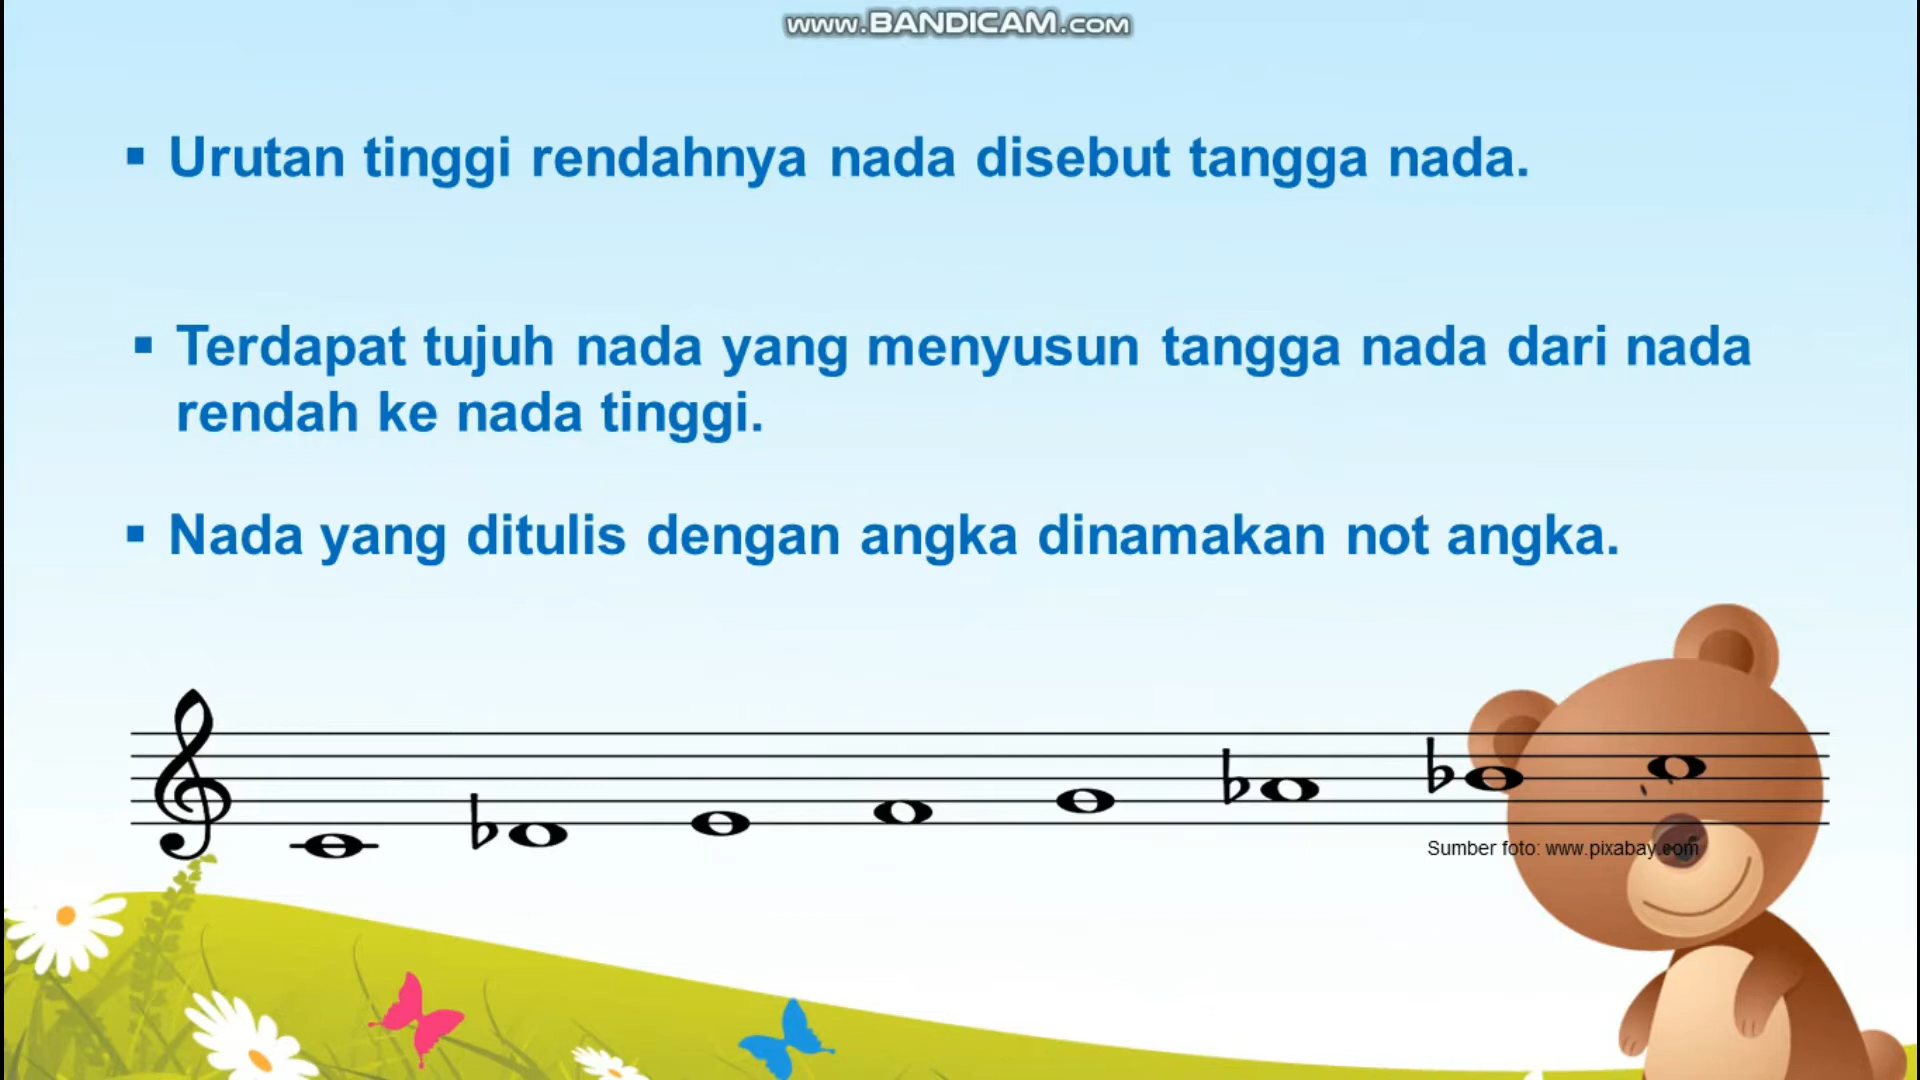 www.BANDICAM.com
▪ Urutan tinggi rendahnya nada disebut tangga nada.
▪ Terdapat tujuh nada yang menyusun tangga nada dari nada
rendah ke nada tinggi.
▪ Nada yang ditulis dengan angka dinamakan not angka.
Sumber foto: www.pixabay.com